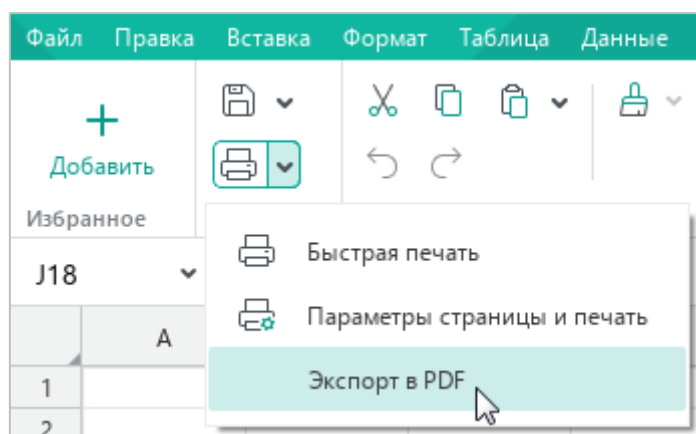 Файл Правка Вставка Формат Таблица Данные
Добавить
Избранное
Быстрая печать
J18
Параметры страницы и печать
A
Экспорт в PDF
1
2